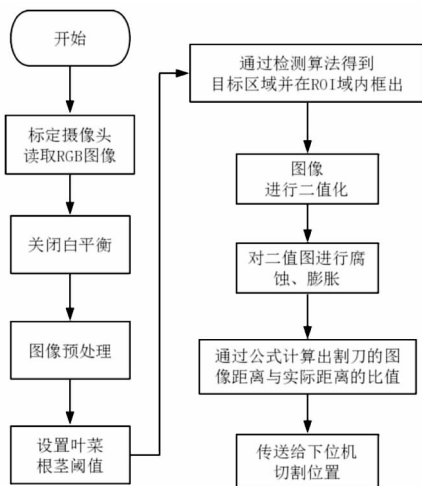 开始
标定摄像头
读取RGB图像
关闭白平衡
图像预处理
设置叶菜
根茎阈值
通过检测算法得到
目标区域并在ROI域内框出
图像
进行二值化
对二值图进行腐
蚀、膨胀
通过公式计算出割刀的图
像距离与实际距离的比值
传送给下位机
切割位置